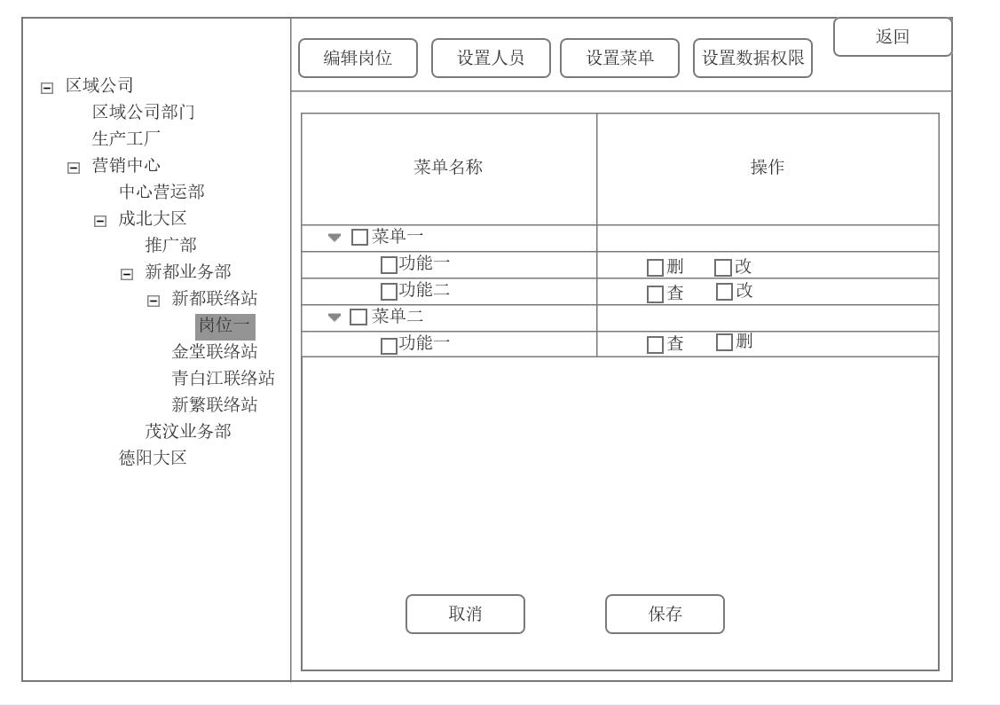 返回
编辑岗位 设置人员 设置菜单 设置数据权限
区域公司
区域公司部门
生产工厂
营销中心
中心营运部
成北大区
推广部
新都业务部
新都联络站
岗位一
金堂联络站
青白江联络站
新繁联络站
茂汶业务部
德阳大区
菜单名称 操作
菜单一
功能一 删 改
功能二 查 改
菜单二
功能一 查 删
取消 保存